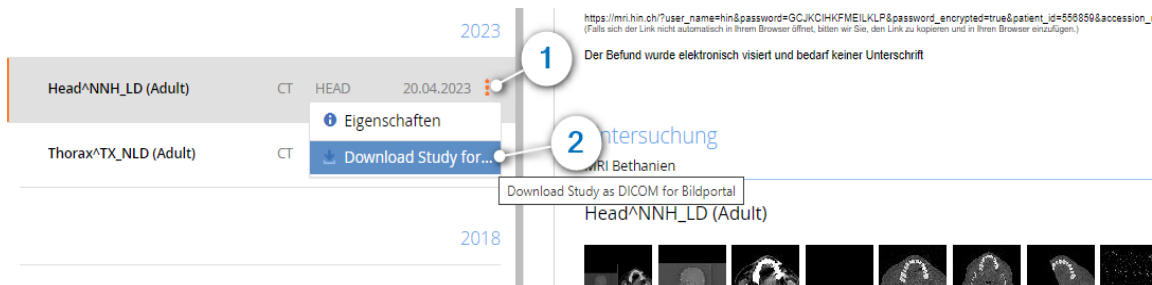 2023
Head^NNH_LD (Adult) CT HEAD 20.04.2023
1
Eigenschaften
Thorax^TX_NLD (Adult) CT
Download Study for...
2
Download Study as DICOM for Bildportal
2018
https://mri.hin.ch/?user_name=hin&password=GCJKCIHKFMEILKLP&password_encrypted=true&patient_id=556859&accession_
(Falls sich der Link nicht automatisch in Ihrem Browser öffnet, bitten wir Sie, den Link zu kopieren und in Ihren Browser einzufügen.)
Der Befund wurde elektronisch visiert und bedarf keiner Unterschrift
ntersuchung
MRI Bethanien
Head^NNH_LD (Adult)